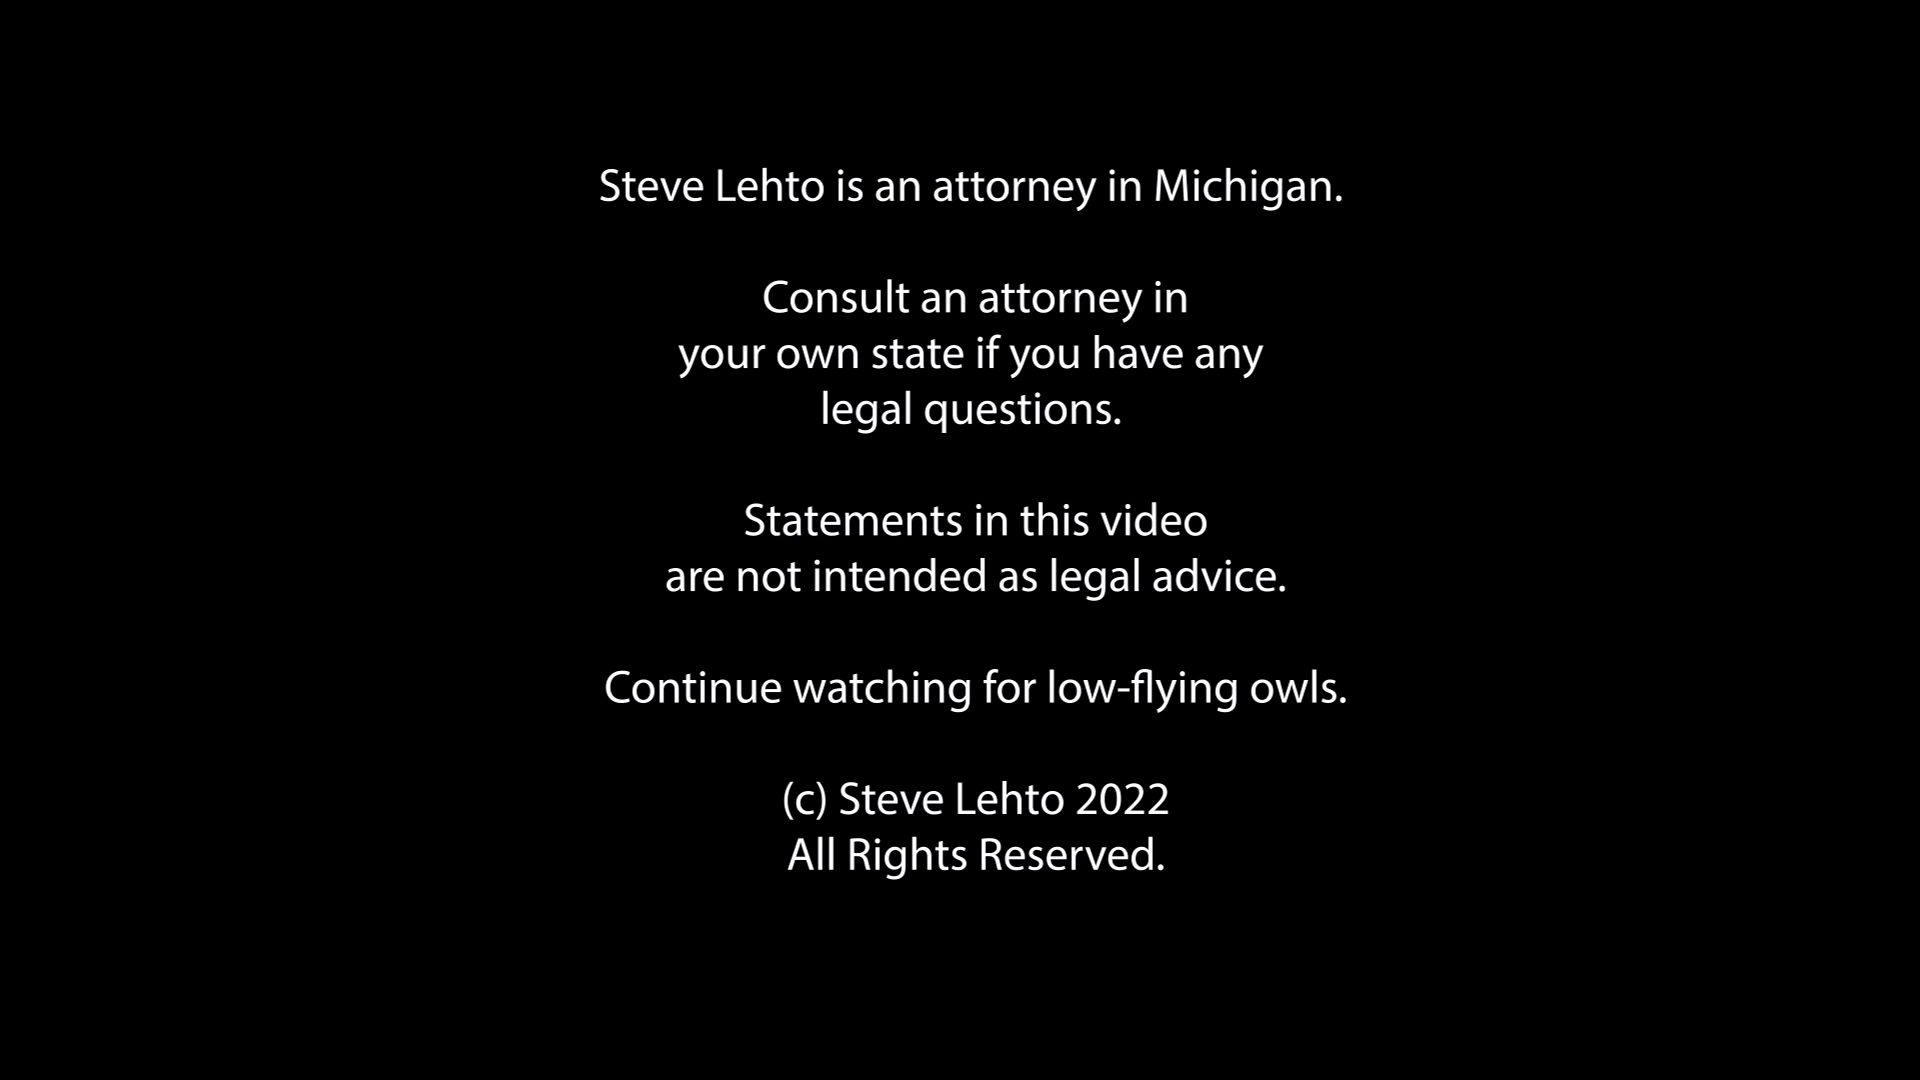 Steve Lehto is an attorney in Michigan.
Consult an attorney in
your own state if you have any
legal questions.
Statements in this video
are not intended as legal advice.
Continue watching for low-flying owls.
(c) Steve Lehto 2022
All Rights Reserved.